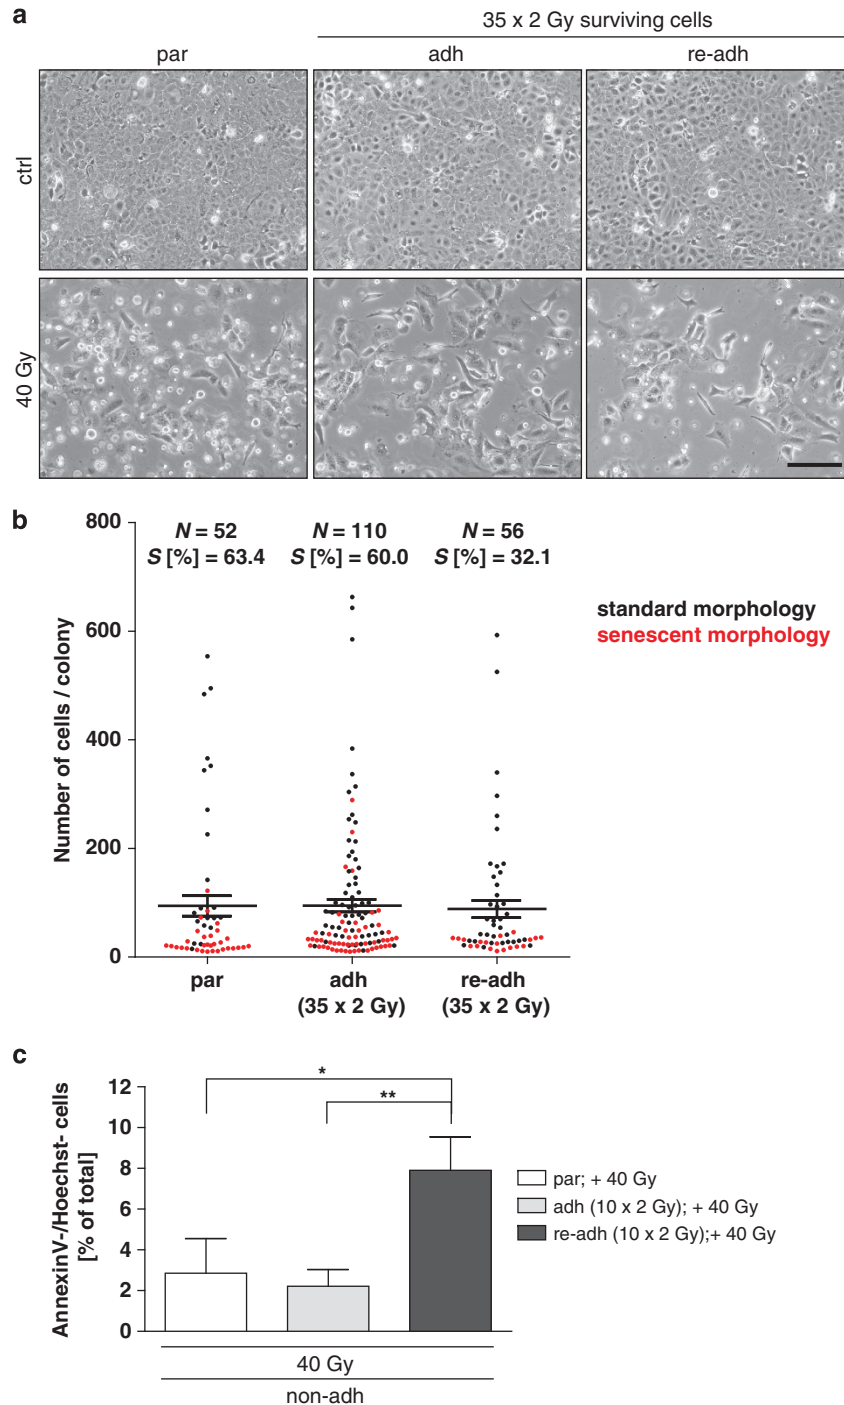 a
35 x 2 Gy surviving cells
par adh re-adh
ctrl
40 Gy
b
Number of cells / colony
800
600
400
200
0
N = 52 N = 110 N = 56
S [%] = 63.4 S [%] = 60.0 S [%] = 32.1
standard morphology
senescent morphology
par adh re-adh
(35 x 2 Gy) (35 x 2 Gy)
c
AnnexinV-/Hoechst- cells
[% of total]
12
10
8
6
4
2
0
*
**
par; + 40 Gy
adh (10 x 2 Gy); + 40 Gy
re-adh (10 x 2 Gy);+ 40 Gy
40 Gy
non-adh